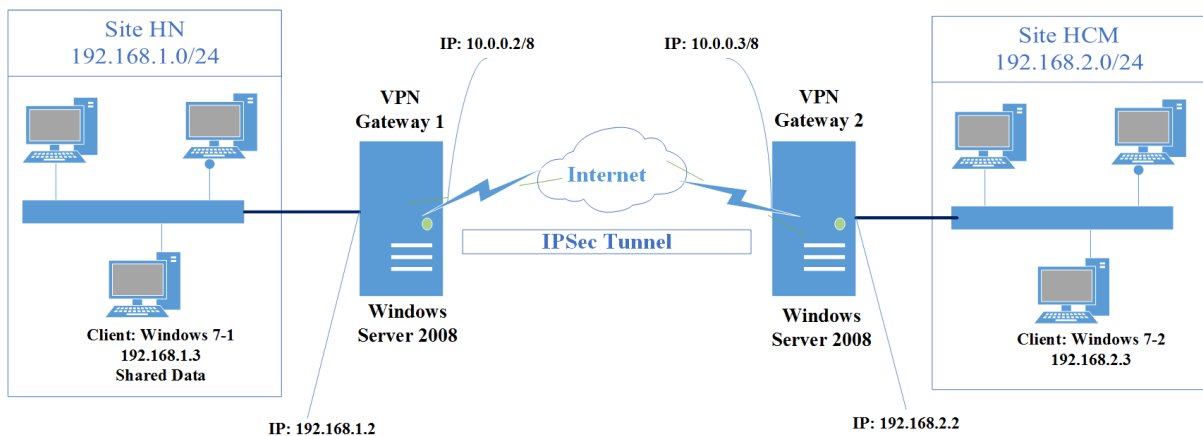 Site HN
192.168.1.0/24
IP: 10.0.0.2/8
IP: 10.0.0.3/8
Site HCM
192.168.2.0/24
VPN
Gateway 1
VPN
Gateway 2
Internet
IPSec Tunnel
Client: Windows 7-1
192.168.1.3
Shared Data
Windows
Server 2008
Windows
Server 2008
Client: Windows 7-2
192.168.2.3
IP: 192.168.1.2
IP: 192.168.2.2